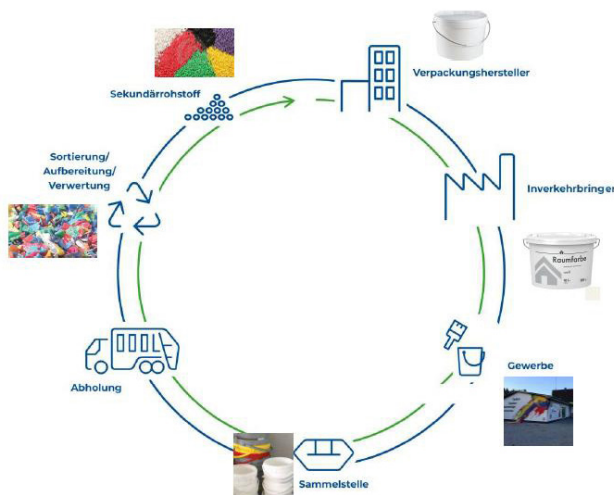 Verpackungshersteller
Sekundärrohstoff
Sortierung/
Aufbereitung/
Verwertung
Inverkehrbringer
Raumfarbe
Gewerbe
Abholung
Sammelstelle